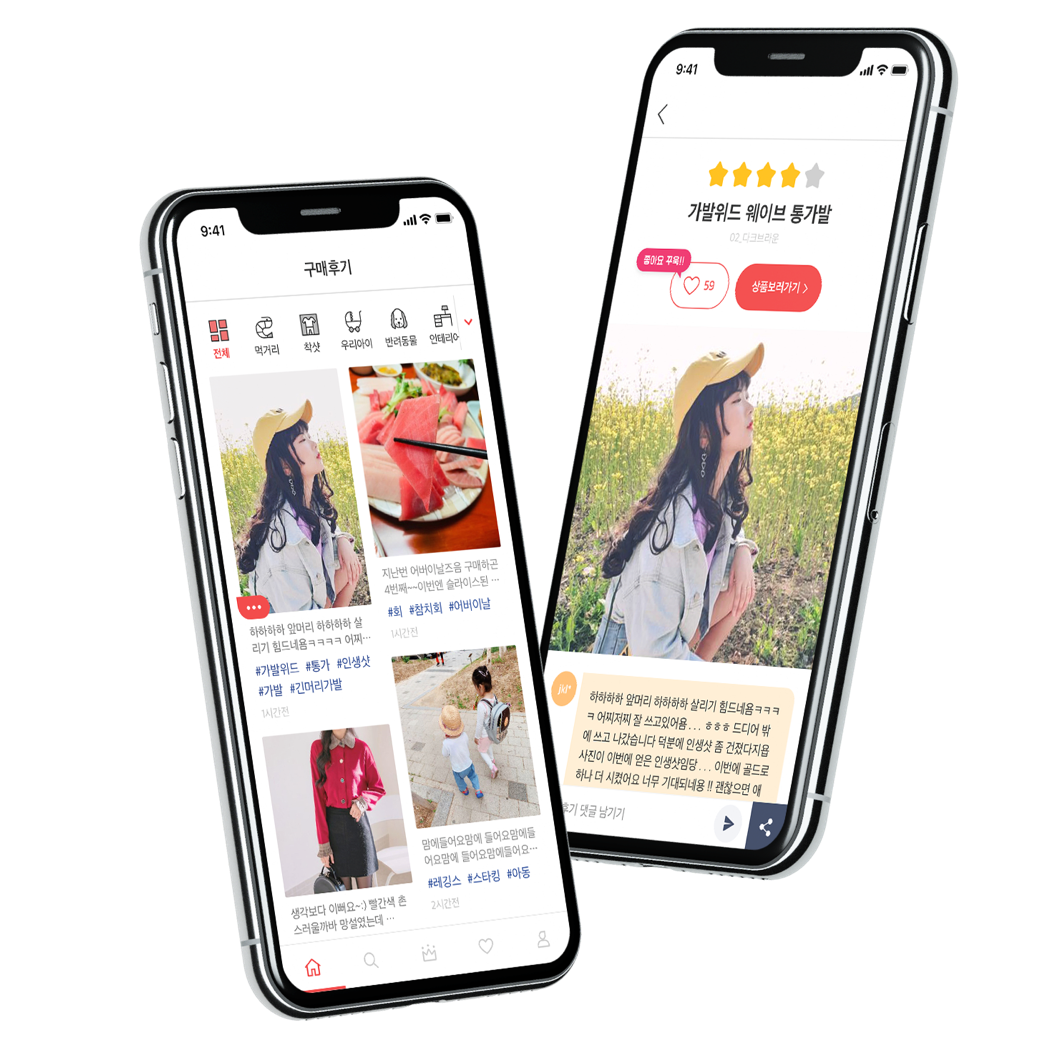 9:41
구매후기
전체
먹거리
착샷
우리아이
반려동물
인테리어
하하하하 앞머리 하하하하 살
리기 힘드네욤ㅋㅋㅋㅋ 어찌…
#가발위드 #통가 #인생샷
#가발 #긴머리가발
1시간전
지난번 어버이날즈음 구매하곤
4번째~~이번엔 슬라이스된 …
#회 #참치회 #어버이날
1시간전
생각보다 이뻐요~:) 빨간색 촌
스러울까바 망설였는데 …
맘에들어요맘에 들어요맘에들
어요맘에 들어요맘에들어요…
#레깅스 #스타킹 #아동
2시간전
9:41
가발위드 웨이브 통가발
02_다크브라운
좋아요 꾸욱!!
59
상품보러가기 >
jkl*
하하하하 앞머리 하하하하 살리기 힘드네욤ㅋㅋㅋ
ㅋ 어찌저찌 잘 쓰고있어욤... ㅎㅎㅎ 드디어 밖
에 쓰고 나갔습니다 덕분에 인생샷 좀 건졌다지욥
사진이 이번에 얻은 인생샷임당... 이번에 골드로
하나 더 시켰어요 너무 기대되네용 !! 괜찮으면 애
후기 댓글 남기기